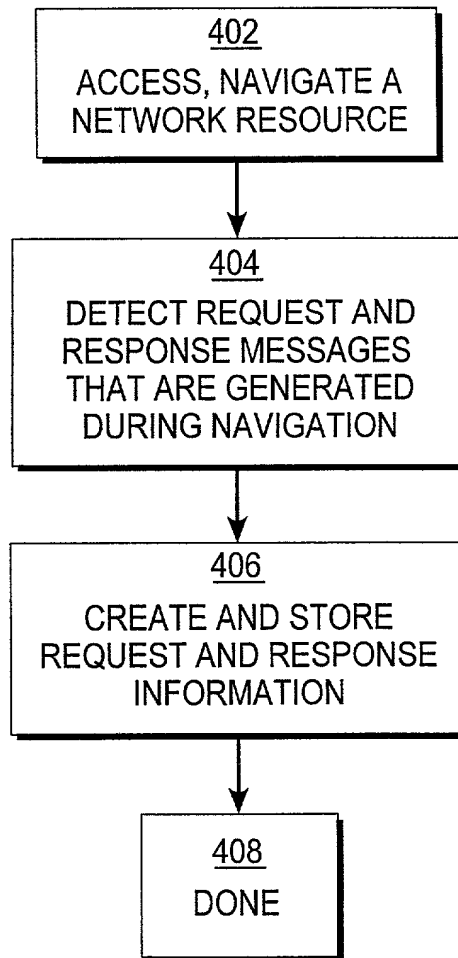 402
ACCESS, NAVIGATE A
NETWORK RESOURCE
404
DETECT REQUEST AND
RESPONSE MESSAGES
THAT ARE GENERATED
DURING NAVIGATION
406
CREATE AND STORE
REQUEST AND RESPONSE
INFORMATION
408
DONE